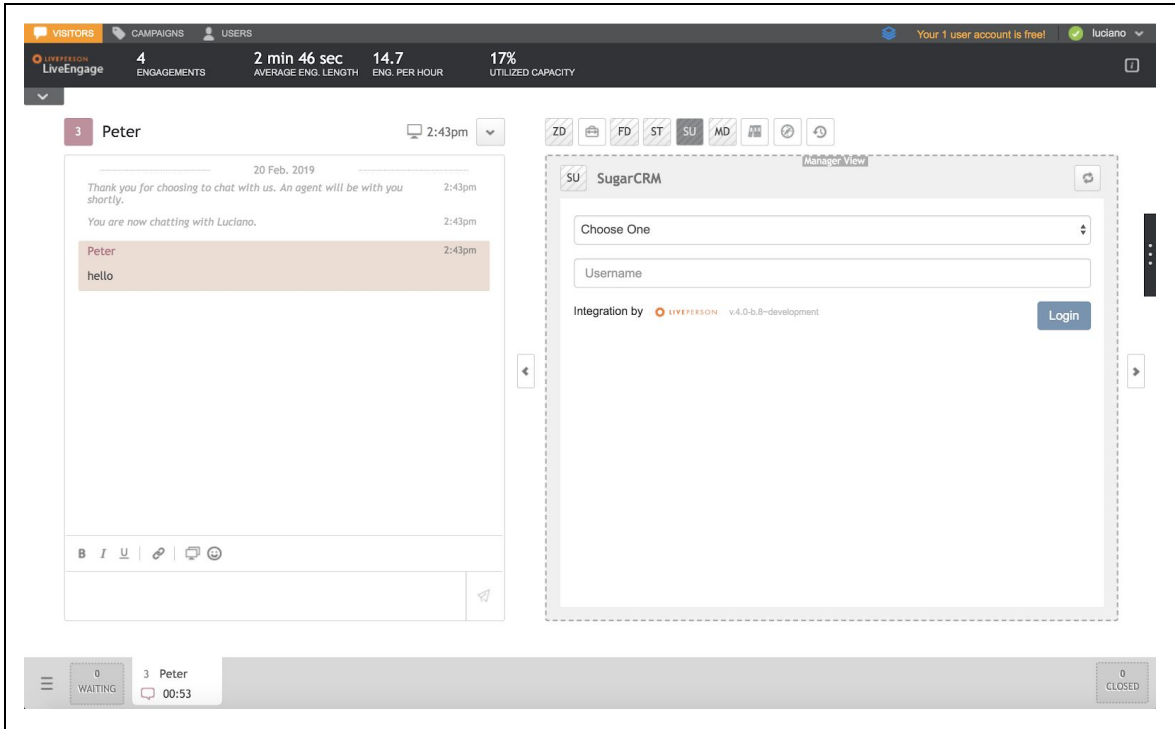 VISITORS CAMPAIGNS USERS Your 1 user account is free! luciano
LIVEPERSON
LiveEngage
4
ENGAGEMENTS
2 min 46 sec
AVERAGE ENG. LENGTH
14.7
ENG. PER HOUR
17%
UTILIZED CAPACITY
3 Peter 2:43pm
20 Feb. 2019
Thank you for choosing to chat with us. An agent will be with you 2:43pm
shortly.
You are now chatting with Luciano. 2:43pm
Peter 2:43pm
hello
B I U
ZD FD ST SU MD
Manager View
SU SugarCRM
Choose One
Username
Integration by LIVEPERSON v.4.0-b.8~development
Login
0
WAITING
3 Peter
00:53
0
CLOSED